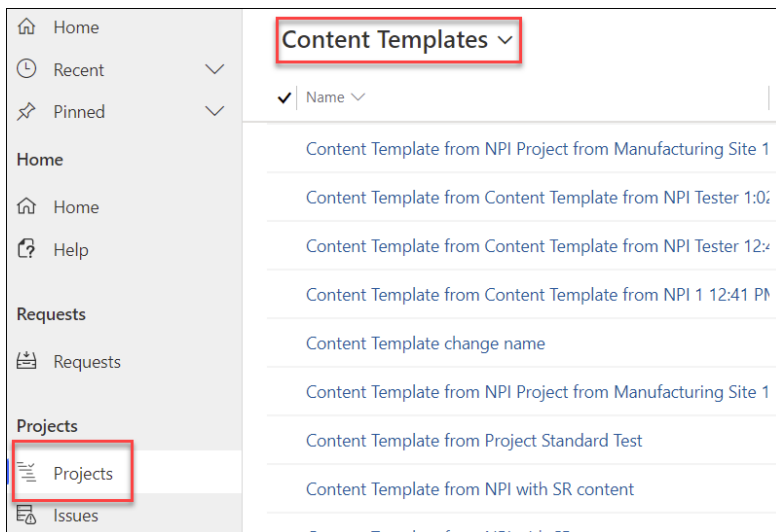 Home
Recent
Pinned
Home
Home
Help
Requests
Requests
Projects
Projects
Issues
Content Templates
Name
Content Template from NPI Project from Manufacturing Site 1
Content Template from Content Template from NPI Tester 1:02
Content Template from Content Template from NPI Tester 12:4
Content Template from Content Template from NPI 1 12:41 PM
Content Template change name
Content Template from NPI Project from Manufacturing Site 1
Content Template from Project Standard Test
Content Template from NPI with SR content